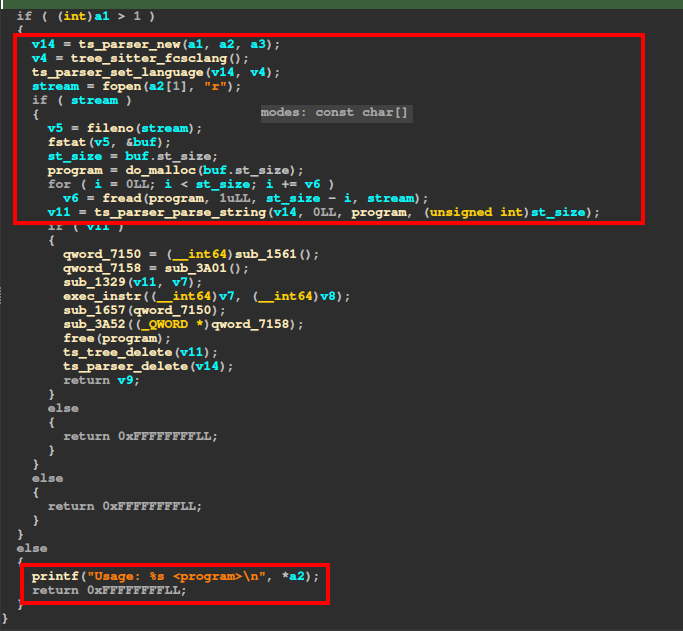 if ( (int)a1 > 1 )
{
v14 = ts_parser_new(a1, a2, a3);
v4 = tree_sitter_fcsclang();
ts_parser_set_language(v14, v4);
stream = fopen(a2[1], "r");
if ( stream )
{
modes: const char[]
v5 = fileno(stream);
fstat(v5, &buf);
st_size = buf.st_size;
program = do_malloc(buf.st_size);
for ( i = 0LL; i < st_size; i += v6 )
v6 = fread(program, 1uLL, st_size - i, stream);
v11 = ts_parser_parse_string(v14, 0LL, program, (unsigned int)st_size);
if ( v11 )
{
qword_7150 = (__int64)sub_1561();
qword_7158 = sub_3A01();
sub_1329(v11, v7);
exec_instr((__int64)v7, (__int64)v8);
sub_1657(qword_7150);
sub_3A52((_QWORD *)qword_7158);
free(program);
ts_tree_delete(v11);
ts_parser_delete(v14);
return v9;
}
else
{
return 0xFFFFFFFFLL;
}
}
else
{
return 0xFFFFFFFFLL;
}
}
else
{
printf("Usage: %s <program>\n", *a2);
return 0xFFFFFFFFLL;
}
}